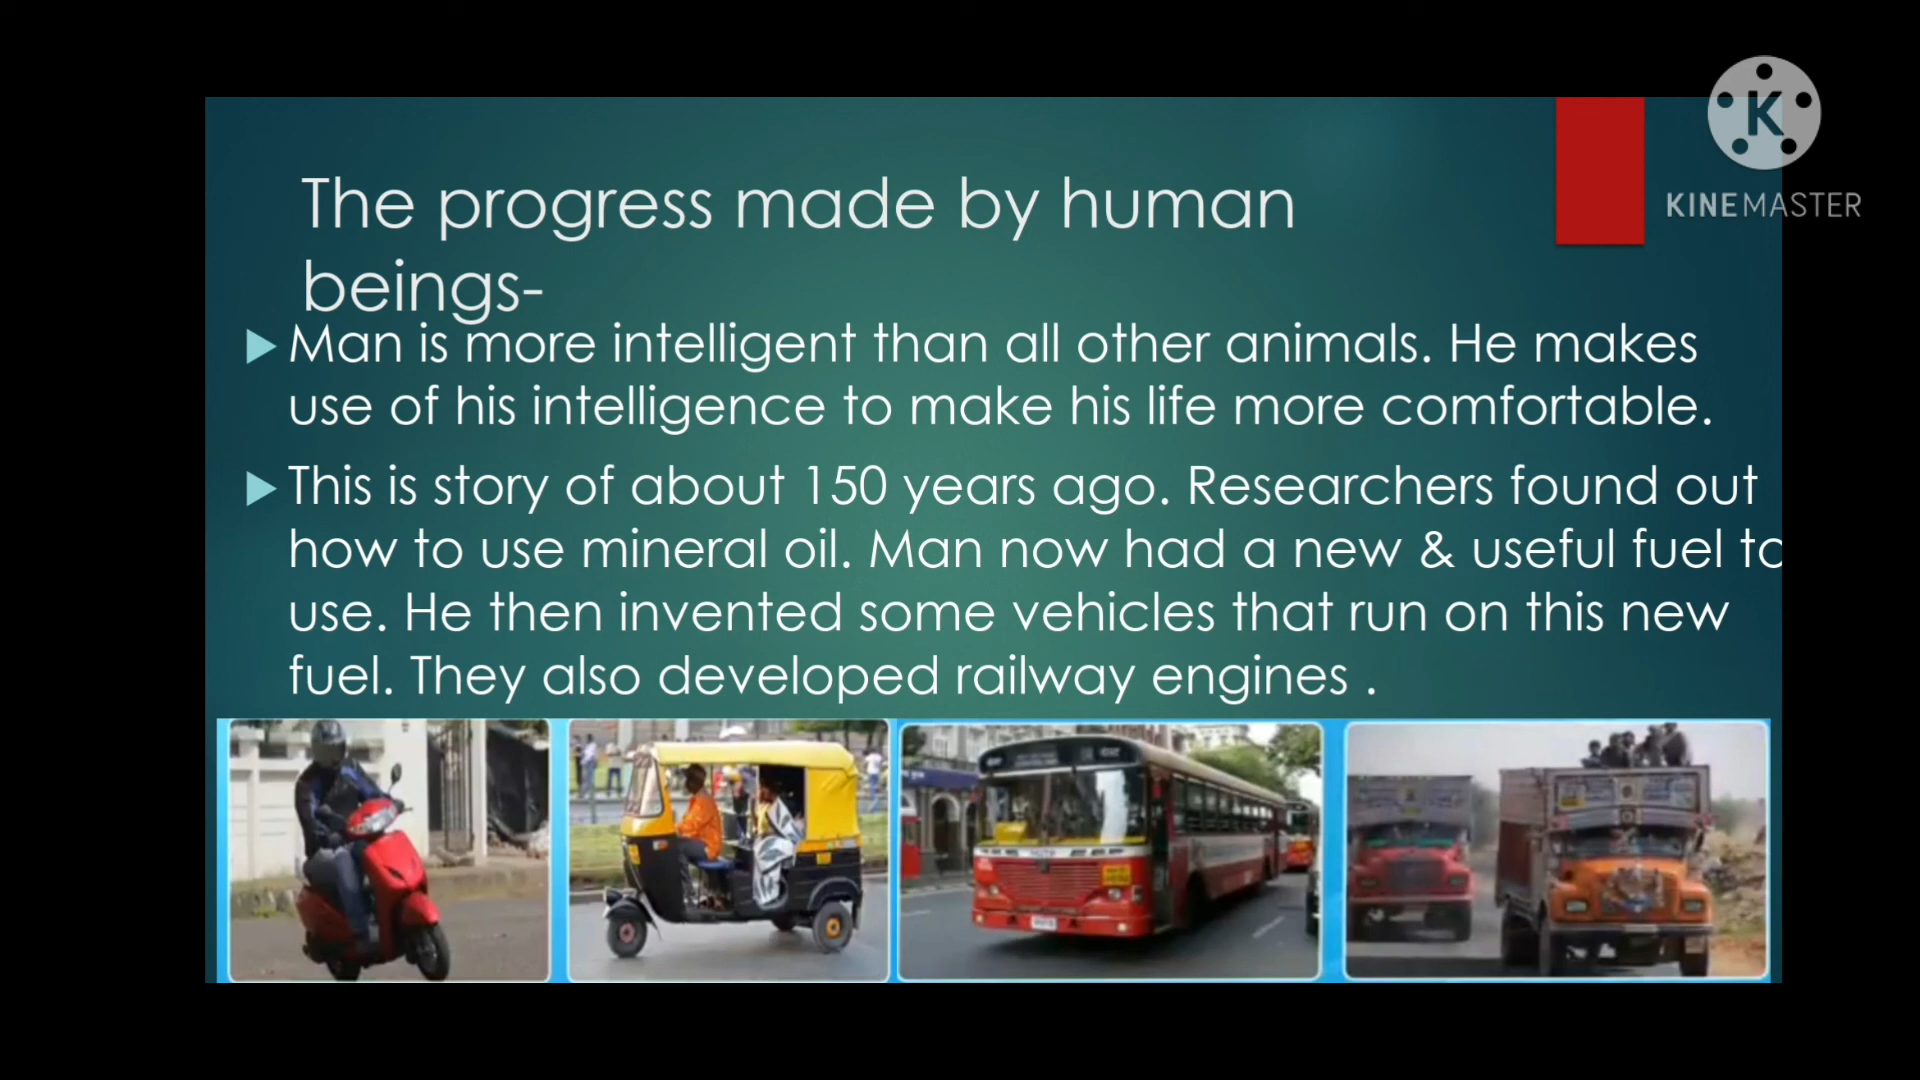 KINEMASTER
The progress made by human
beings-
Man is more intelligent than all other animals. He makes
use of his intelligence to make his life more comfortable.
This is story of about 150 years ago. Researchers found out
how to use mineral oil. Man now had a new & useful fuel to
use. He then invented some vehicles that run on this new
fuel. They also developed railway engines .